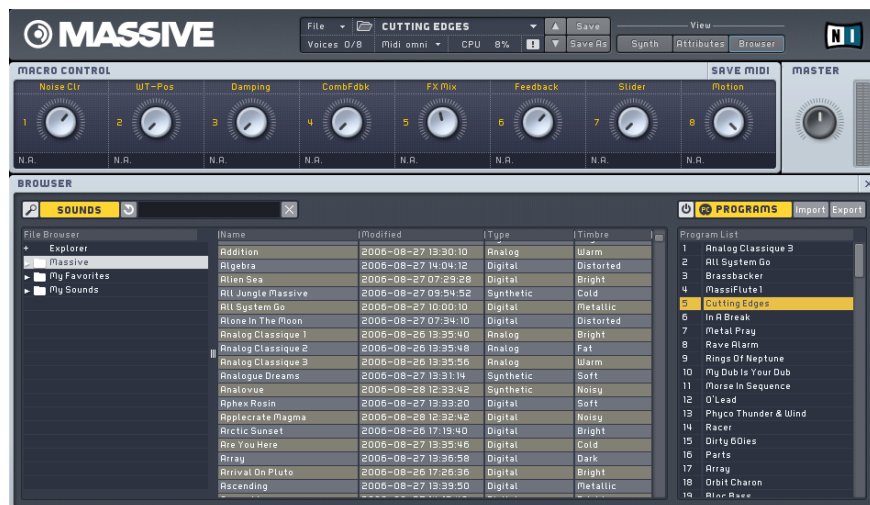 MASSIVE
File CUTTING EDGES Save
View
Voices 0/8 Midi omni CPU 8% ! Save As
Synth Attributes Browser
N I
MACRO CONTROL SAVE MIDI MASTER
Noise Clr WT-Pos Damping CombFdbk FX Mix Feedback Slider Motion
1 2 3 4 5 6 7 8
N.A. N.A. N.A. N.A. N.A. N.A. N.A. N.A.
BROWSER
SOUNDS
PC PROGRAMS Import Export
File Browser
+ Explorer
Massive
My Favorites
My Sounds
Name Modified Type Timbre
Addition 2006-08-27 13:30:10 Analog Warm
Algebra 2006-08-27 14:04:12 Digital Distorted
Alien Sea 2006-08-27 07:29:28 Digital Bright
All Jungle Massive 2006-08-27 09:54:52 Synthetic Cold
All System Go 2006-08-27 10:00:10 Digital Metallic
Alone In The Moon 2006-08-27 07:34:10 Digital Distorted
Analog Classique 1 2006-08-26 13:35:40 Analog Bright
Analog Classique 2 2006-08-26 13:35:48 Analog Fat
Analog Classique 3 2006-08-26 13:35:56 Analog Warm
Analogue Dreams 2006-08-27 13:31:14 Synthetic Soft
Analovue 2006-08-28 12:33:42 Synthetic Noisy
Aphex Rosin 2006-08-27 13:33:20 Digital Soft
Applecrate Magma 2006-08-28 12:32:42 Digital Noisy
Arctic Sunset 2006-08-26 17:19:40 Digital Bright
Are You Here 2006-08-27 13:35:46 Digital Cold
Array 2006-08-27 13:36:58 Digital Dark
Arrival On Pluto 2006-08-26 17:26:36 Digital Bright
Ascending 2006-08-27 13:39:50 Digital Metallic
Program List
1 Analog Classique 3
2 All System Go
3 Brassbacker
4 MassiFlute1
5 Cutting Edges
6 In A Break
7 Metal Pray
8 Rave Alarm
9 Rings Of Neptune
10 My Dub Is Your Dub
11 Morse In Sequence
12 O'Lead
13 Phyco Thunder & Wind
14 Racer
15 Dirty 60ies
16 Parts
17 Array
18 Orbit Charon
19 Bloc Bass